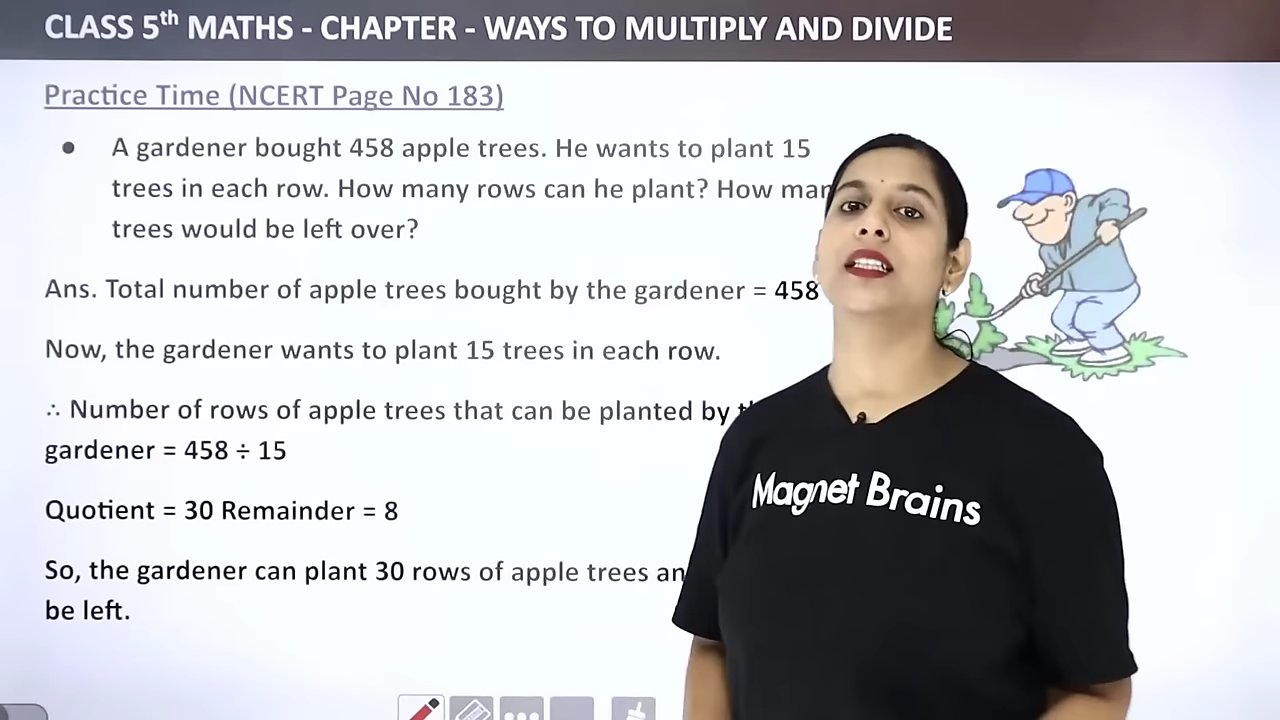 CLASS 5th MATHS - CHAPTER - WAYS TO MULTIPLY AND DIVIDE
Practice Time (NCERT Page No 183)
• A gardener bought 458 apple trees. He wants to plant 15
trees in each row. How many rows can he plant? How
trees would be left over?
Ans. Total number of apple trees bought by the gardener = 458
Now, the gardener wants to plant 15 trees in each row.
∴ Number of rows of apple trees that can be planted by
gardener = 458 ÷ 15
Quotient = 30 Remainder = 8
So, the gardener can plant 30 rows of apple trees
be left.
Magnet Brains